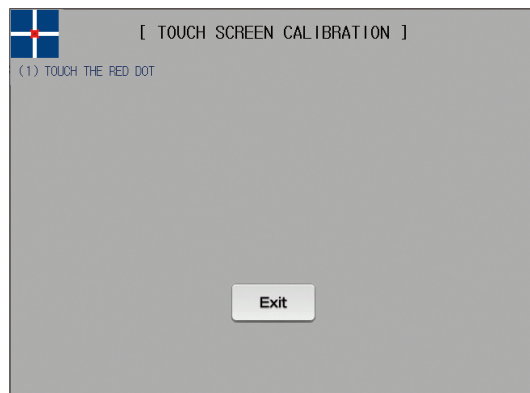 [ TOUCH SCREEN CALIBRATION ]
(1) TOUCH THE RED DOT
Exit